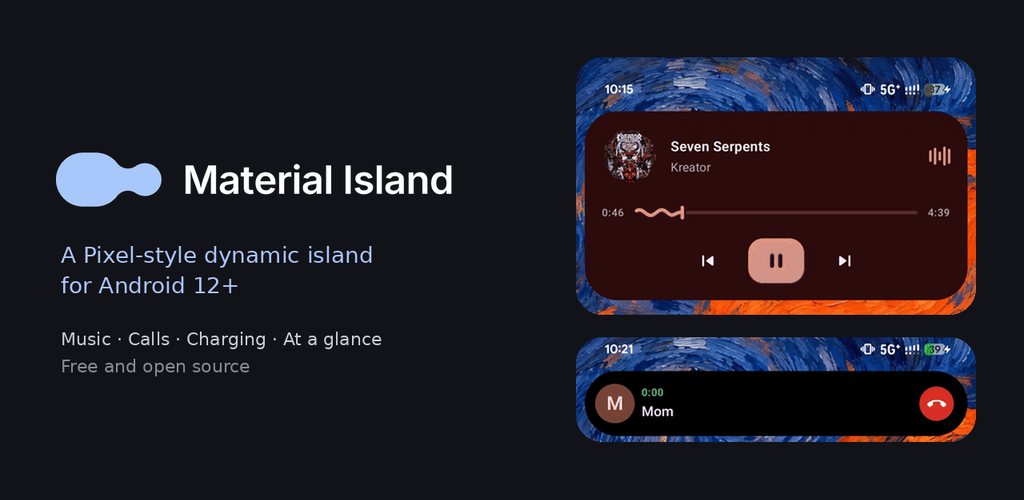 Material Island
A Pixel-style dynamic island
for Android 12+
Music · Calls · Charging · At a glance
Free and open source
10:15
5G+
Seven Serpents
Kreator
0:46
4:39
10:21
5G+
M
0:00
Mom